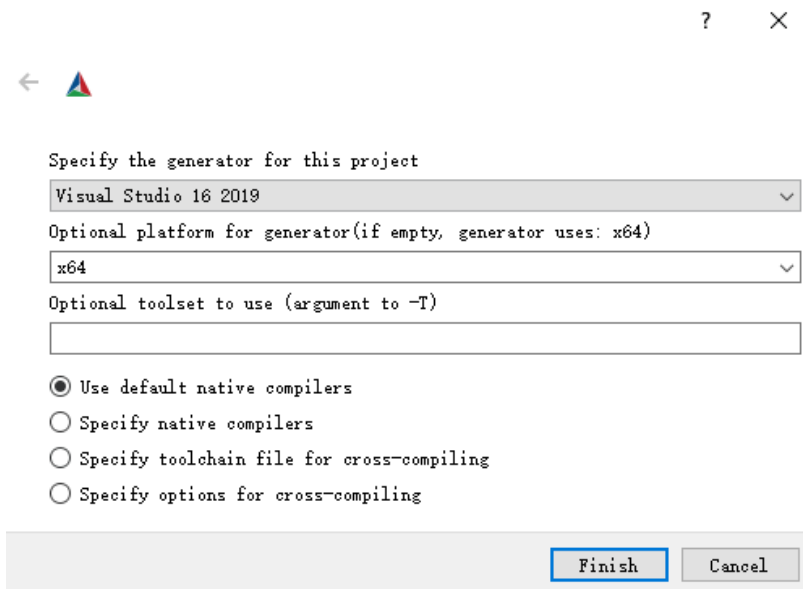 ?
Specify the generator for this project
Visual Studio 16 2019
Optional platform for generator(if empty, generator uses: x64)
x64
Optional toolset to use (argument to -T)
Use default native compilers
Specify native compilers
Specify toolchain file for cross-compiling
Specify options for cross-compiling
Finish Cancel